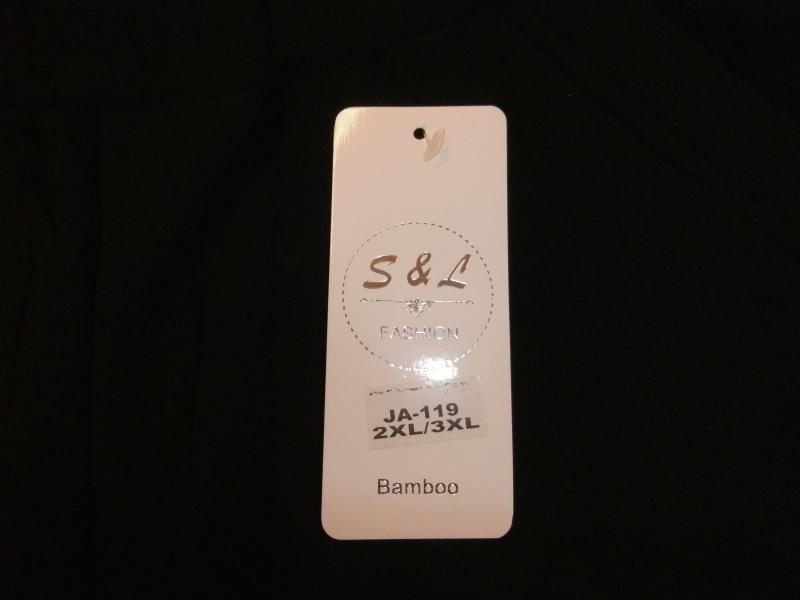 S & L
FASHION
JA-119
2XL/3XL
Bamboo